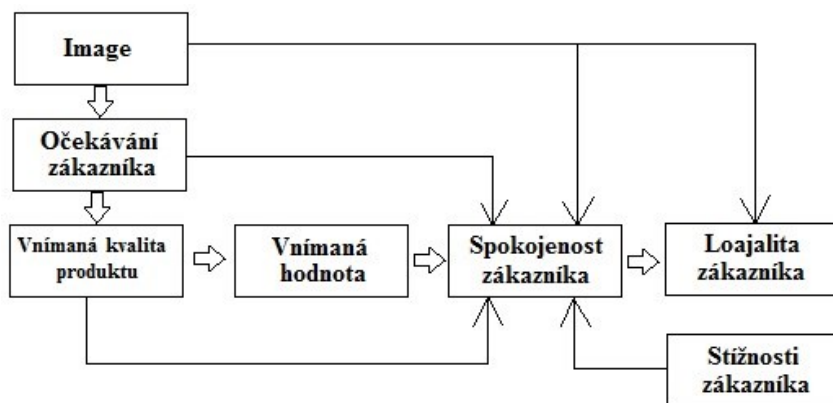 Image
Očekávání
zákazníka
Vnímaná kvalita
produktu
Vnímaná
hodnota
Spokojenost
zákazníka
Loajalita
zákazníka
Stížnosti
zákazníka